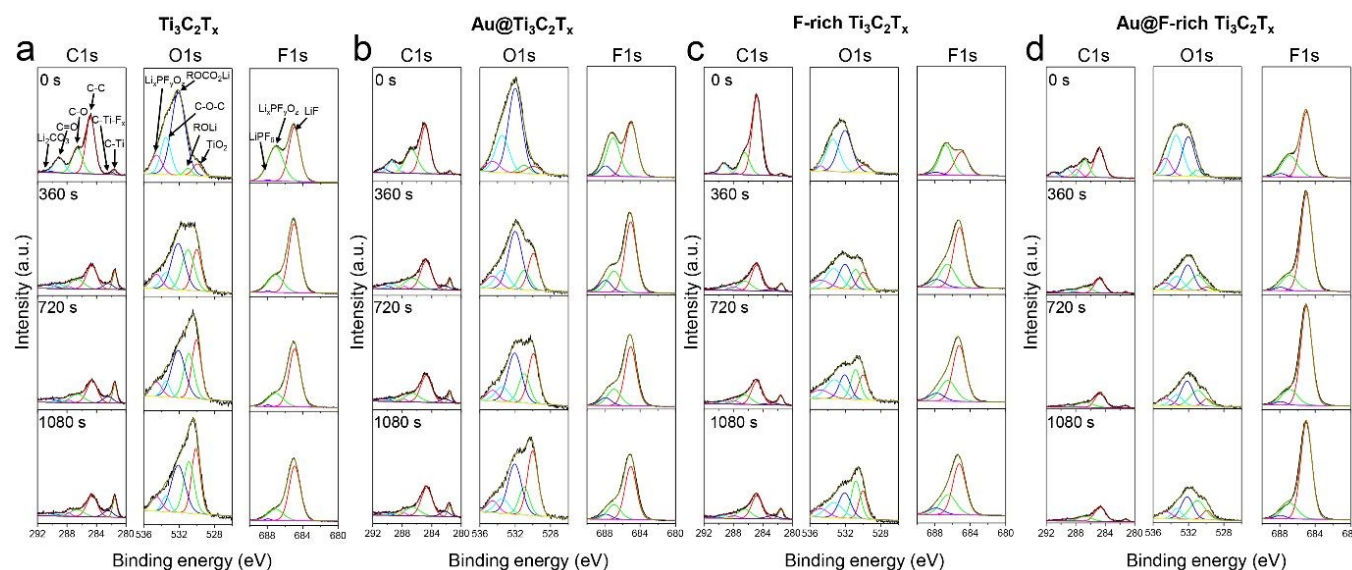 Ti₃C₂Tₓ
Au@Ti₃C₂Tₓ
F-rich Ti₃C₂Tₓ
Au@F-rich Ti₃C₂Tₓ
a
C1s
O1s
F1s
b
C1s
O1s
F1s
c
C1s
O1s
F1s
d
C1s
O1s
F1s
0 s
C-C
C-O
C=O
Li₂CO₃
C-Ti-Fₓ
C-Ti
ROCO₂Li
C-O-C
ROLi
TiO₂
LiₓPFᵧO_z
LiF
LiPF₆
0 s
0 s
0 s
360 s
360 s
360 s
360 s
720 s
720 s
720 s
720 s
1080 s
1080 s
1080 s
1080 s
Intensity (a.u.)
Intensity (a.u.)
Intensity (a.u.)
Intensity (a.u.)
292 288 284 280
536 532 528
688 684 680
292 288 284 280
536 532 528
688 684 680
292 288 284 280
536 532 528
688 684 680
292 288 284 280
536 532 528
688 684 680
Binding energy (eV)
Binding energy (eV)
Binding energy (eV)
Binding energy (eV)